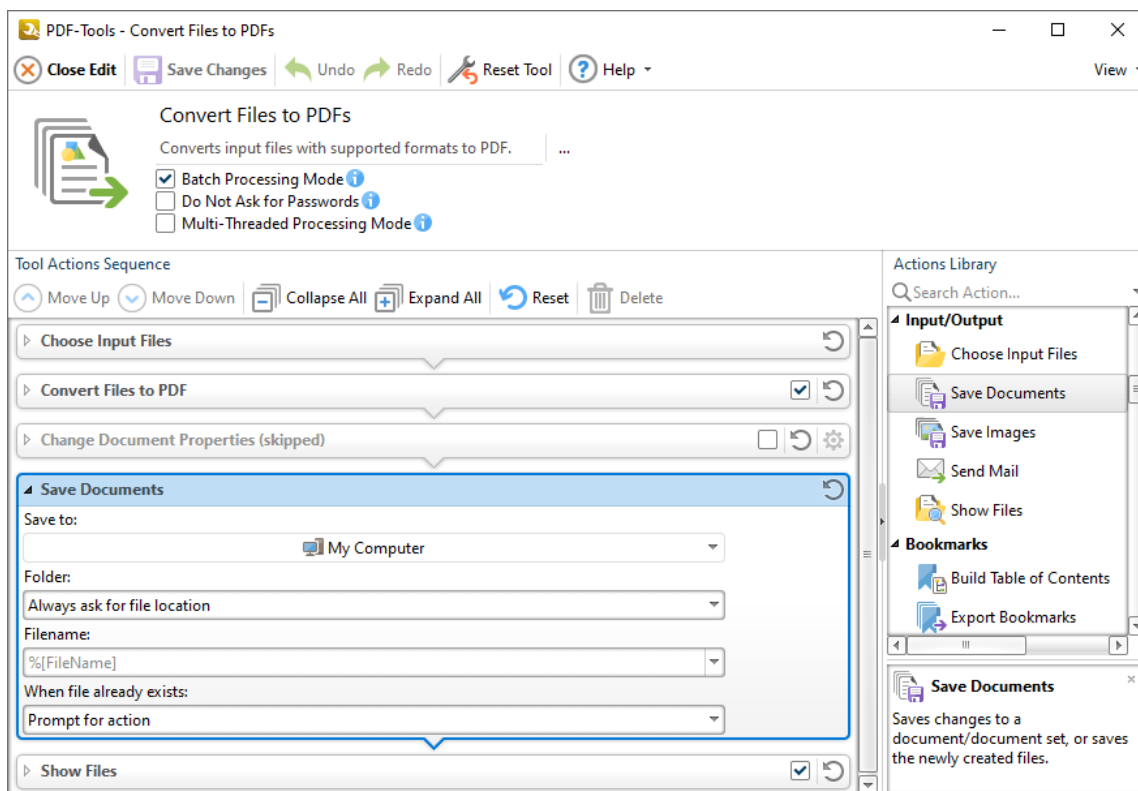 PDF-Tools - Convert Files to PDFs
Close Edit Save Changes Undo Redo Reset Tool Help View
Convert Files to PDFs
Converts input files with supported formats to PDF. ...
Batch Processing Mode
Do Not Ask for Passwords
Multi-Threaded Processing Mode
Tool Actions Sequence
Move Up Move Down Collapse All Expand All Reset Delete
Choose Input Files
Convert Files to PDF
Change Document Properties (skipped)
Save Documents
Save to:
My Computer
Folder:
Always ask for file location
Filename:
%[FileName]
When file already exists:
Prompt for action
Show Files
Actions Library
Search Action...
Input/Output
Choose Input Files
Save Documents
Save Images
Send Mail
Show Files
Bookmarks
Build Table of Contents
Export Bookmarks
Save Documents
Saves changes to a
document/document set, or saves
the newly created files.